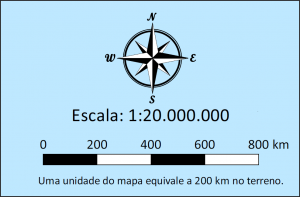 N
W E
S
Escala: 1:20.000.000
0 200 400 600 800 km
Uma unidade do mapa equivale a 200 km no terreno.